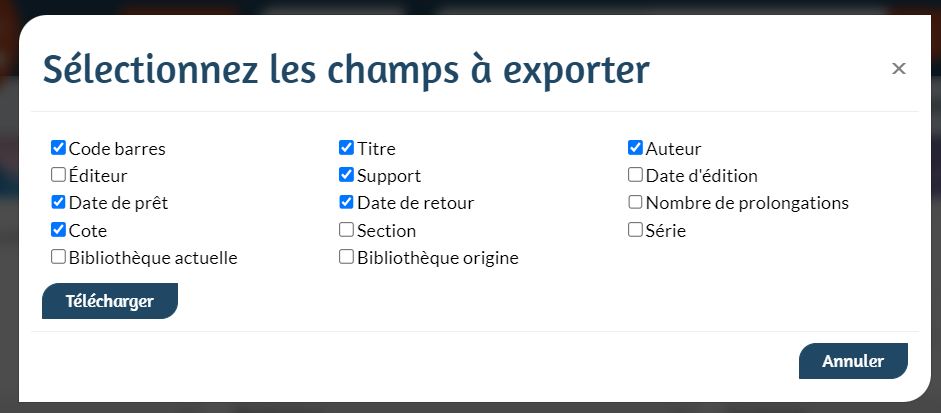 Sélectionnez les champs à exporter
×
Code barres Titre Auteur
Éditeur Support Date d'édition
Date de prêt Date de retour Nombre de prolongations
Cote Section Série
Bibliothèque actuelle Bibliothèque origine
Télécharger
Annuler